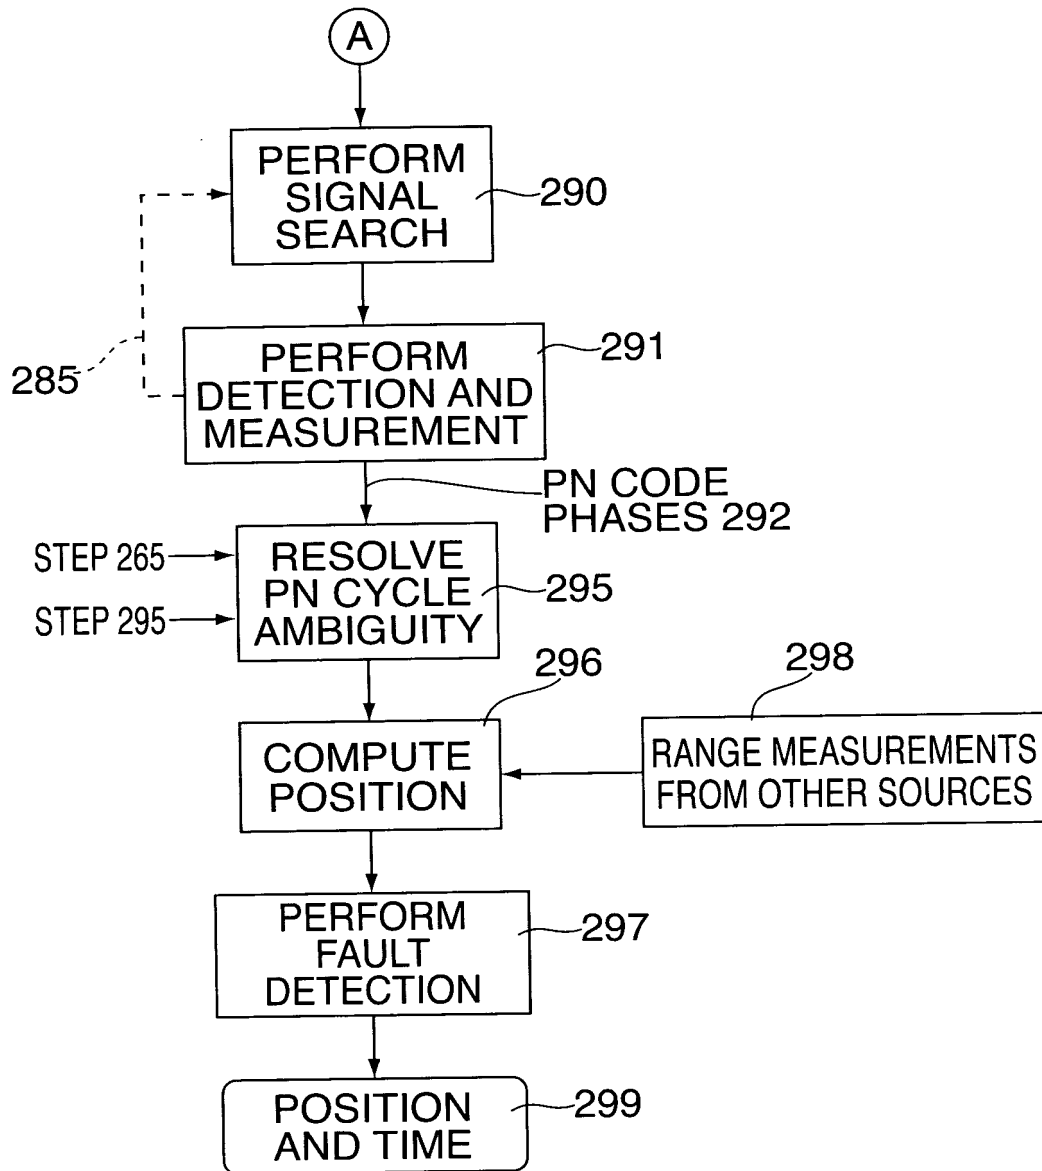 A
PERFORM
SIGNAL
SEARCH
290
PERFORM
DETECTION AND
MEASUREMENT
291
285
PN CODE
PHASES 292
STEP 265
STEP 295
RESOLVE
PN CYCLE
AMBIGUITY
295
296
298
COMPUTE
POSITION
RANGE MEASUREMENTS
FROM OTHER SOURCES
PERFORM
FAULT
DETECTION
297
POSITION
AND TIME
299